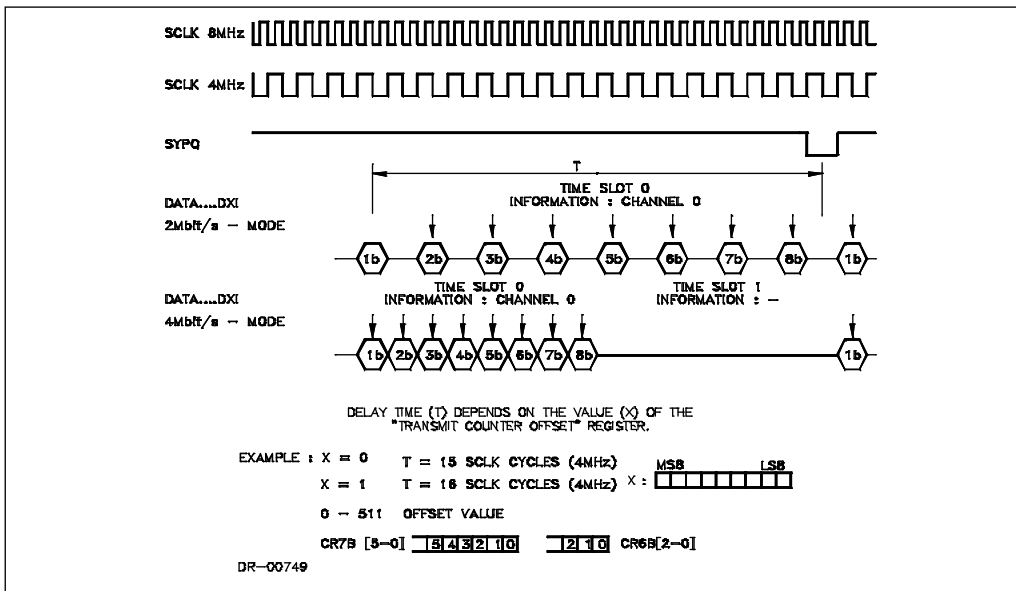 SCLK 8MHz
SCLK 4MHz
SYPQ
T
TIME SLOT 0
INFORMATION : CHANNEL 0
DATA....DXI
2Mbit/s - MODE
1b 2b 3b 4b 5b 6b 7b 8b 1b
TIME SLOT 0 TIME SLOT 1
INFORMATION : CHANNEL 0 INFORMATION : -
DATA....DXI
4Mbit/s - MODE
1b 2b 3b 4b 5b 6b 7b 8b 1b
DELAY TIME (T) DEPENDS ON THE VALUE (X) OF THE
"TRANSMIT COUNTER OFFSET" REGISTER.
EXAMPLE : X = 0 T = 15 SCLK CYCLES (4MHz)
X = 1 T = 16 SCLK CYCLES (4MHz)
MSB LSB
X :
0 - 511 OFFSET VALUE
CR7B [5-0] 5 4 3 2 1 0 2 1 0 CR6B[2-0]
DR-00749